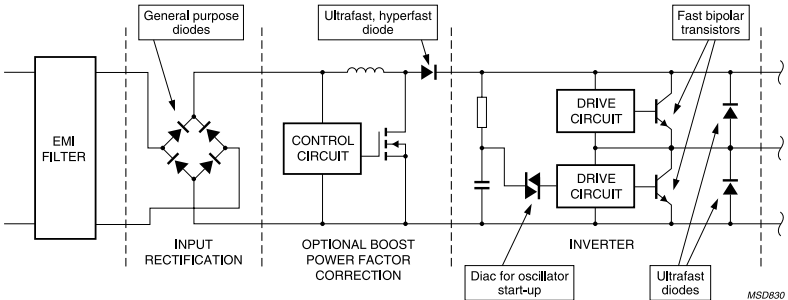 General purpose
diodes
Ultrafast, hyperfast
diode
Fast bipolar
transistors
EMI
FILTER
CONTROL
CIRCUIT
DRIVE
CIRCUIT
DRIVE
CIRCUIT
INPUT
RECTIFICATION
OPTIONAL BOOST
POWER FACTOR
CORRECTION
INVERTER
Diac for oscillator
start-up
Ultrafast
diodes
MSD830